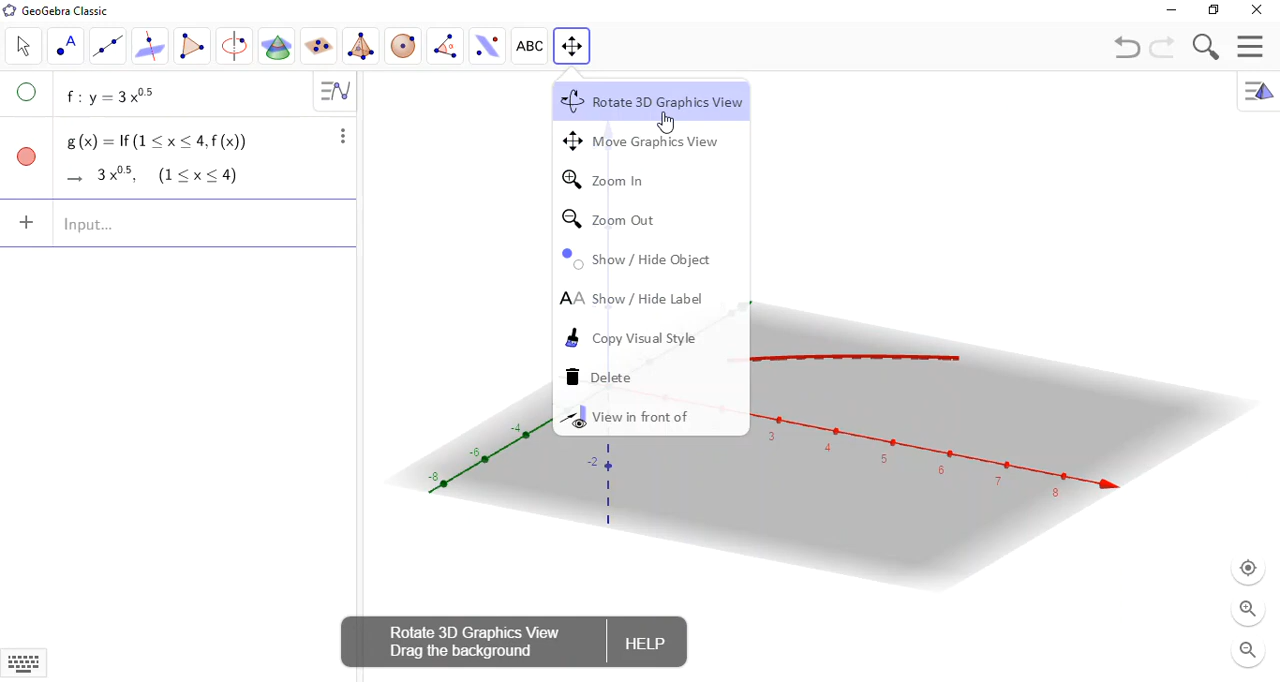 GeoGebra Classic
A
ABC
f : y = 3 x^0.5
g (x) = If (1 ≤ x ≤ 4, f (x))
→ 3 x^0.5, (1 ≤ x ≤ 4)
+ Input...
Rotate 3D Graphics View
Move Graphics View
Zoom In
Zoom Out
Show / Hide Object
AA Show / Hide Label
Copy Visual Style
Delete
View in front of
-4
-6
-8
-2
3
4
5
6
7
8
Rotate 3D Graphics View
Drag the background
HELP